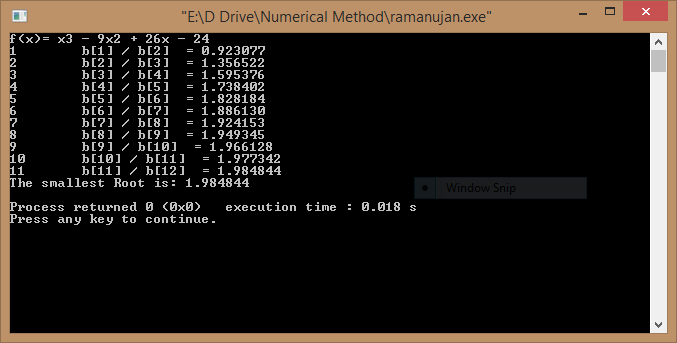 "E:\D Drive\Numerical Method\ramanujan.exe"
f(x)= x3 - 9x2 + 26x - 24
1 b[1] / b[2] = 0.923077
2 b[2] / b[3] = 1.356522
3 b[3] / b[4] = 1.595376
4 b[4] / b[5] = 1.738402
5 b[5] / b[6] = 1.828184
6 b[6] / b[7] = 1.886130
7 b[7] / b[8] = 1.924153
8 b[8] / b[9] = 1.949345
9 b[9] / b[10] = 1.966128
10 b[10] / b[11] = 1.977342
11 b[11] / b[12] = 1.984844
The smallest Root is: 1.984844
Window Snip
Process returned 0 (0x0) execution time : 0.018 s
Press any key to continue.